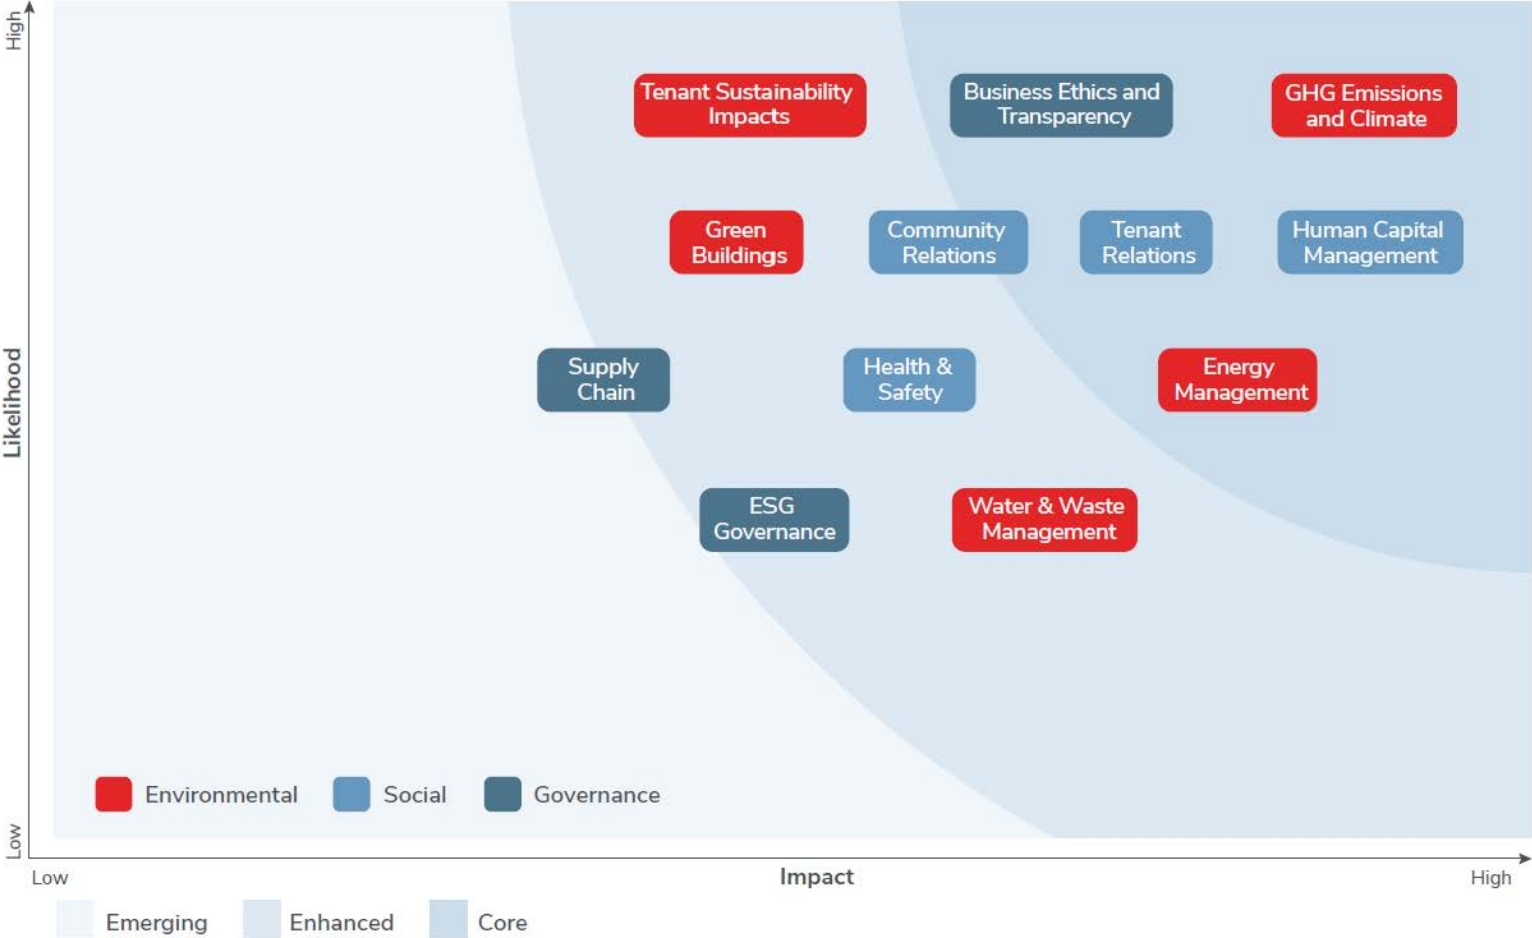 High
Tenant Sustainability
Impacts
Business Ethics and
Transparency
GHG Emissions
and Climate
Green
Buildings
Community
Relations
Tenant
Relations
Human Capital
Management
Likelihood
Supply
Chain
Health &
Safety
Energy
Management
ESG
Governance
Water & Waste
Management
Environmental
Social
Governance
Low
Low
Impact
High
Emerging
Enhanced
Core